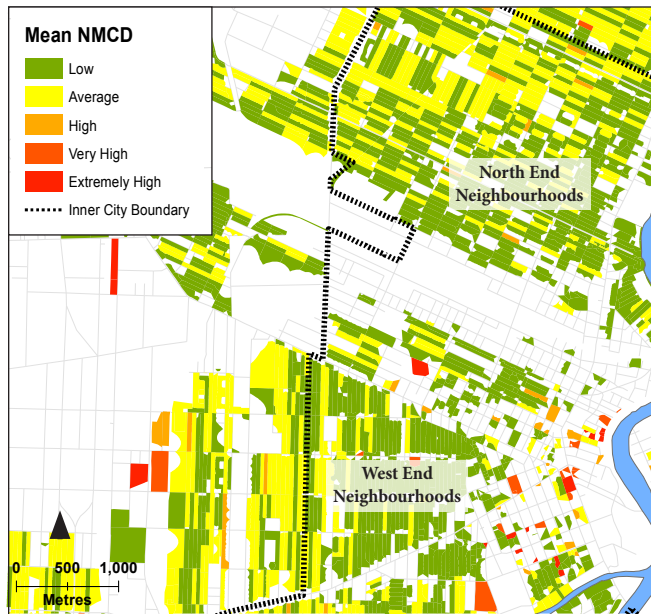 Mean NMCD
Low
Average
High
Very High
Extremely High
Inner City Boundary
North End
Neighbourhoods
West End
Neighbourhoods
0 500 1,000
Metres